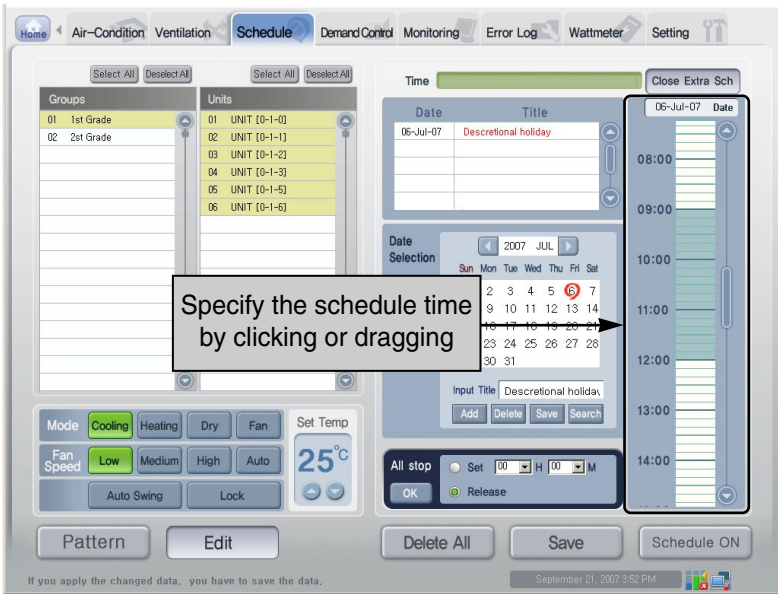 Home Air-Condition Ventilation Schedule Demand Control Monitoring Error Log Wattmeter Setting
Select All Deselect All Select All Deselect All
Groups Units
01 1st Grade 01 UNIT [0-1-0]
02 2st Grade 02 UNIT [0-1-1]
03 UNIT [0-1-2]
04 UNIT [0-1-3]
05 UNIT [0-1-5]
06 UNIT [0-1-6]
Time Close Extra Sch
Date Title
06-Jul-07 Descretional holiday
06-Jul-07 Date
08:00
09:00
10:00
11:00
12:00
13:00
14:00
Date
Selection
2007 JUL
Sun Mon Tue Wed Thu Fri Sat
2 3 4 5 6 7
9 10 11 12 13 14
16 17 18 19 20 21
23 24 25 26 27 28
30 31
Specify the schedule time
by clicking or dragging
Input Title Descretional holiday
Add Delete Save Search
Mode Cooling Heating Dry Fan
Fan
Speed Low Medium High Auto
Auto Swing Lock
Set Temp
25°C
All stop Set 00 H 00 M
OK Release
Pattern Edit Delete All Save Schedule ON
If you apply the changed data, you have to save the data.
September 21, 2007 3:52 PM